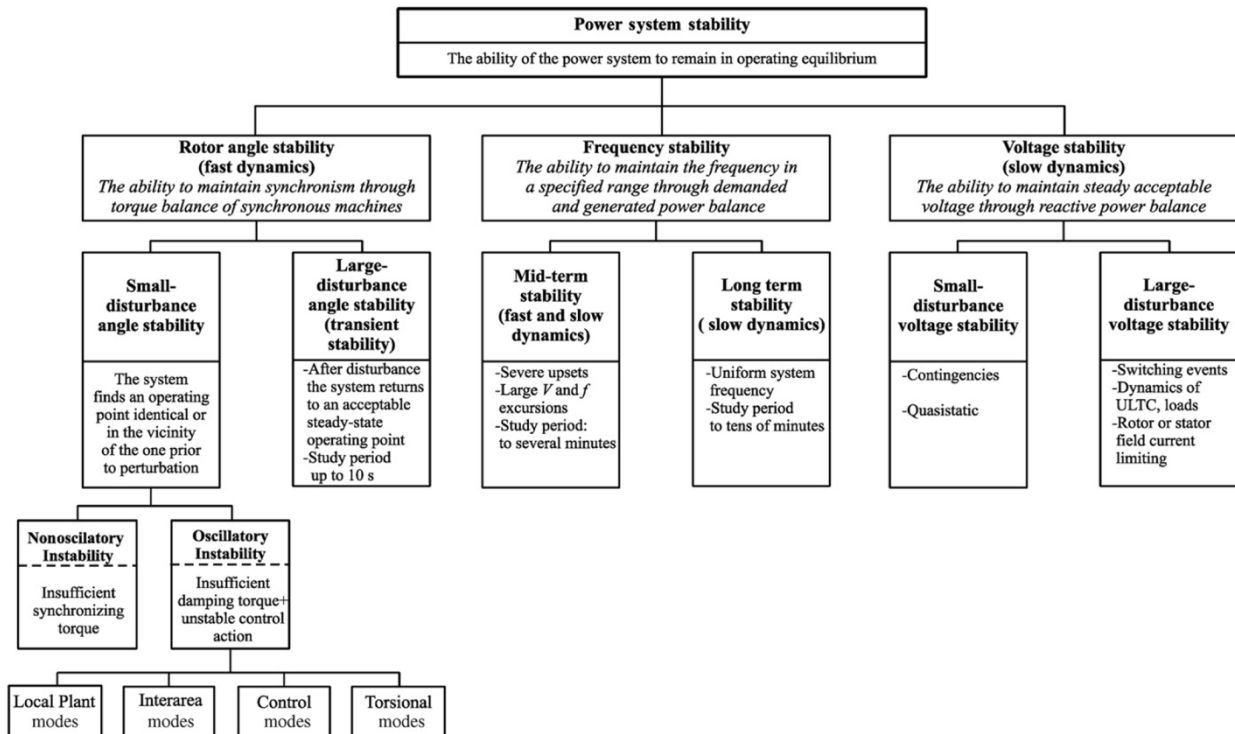 Power system stability
The ability of the power system to remain in operating equilibrium
Rotor angle stability
(fast dynamics)
The ability to maintain synchronism through
torque balance of synchronous machines
Frequency stability
The ability to maintain the frequency in
a specified range through demanded
and generated power balance
Voltage stability
(slow dynamics)
The ability to maintain steady acceptable
voltage through reactive power balance
Small-
disturbance
angle stability
The system
finds an operating
point identical or
in the vicinity
of the one prior
to perturbation
Large-
disturbance
angle stability
(transient
stability)
-After disturbance
the system returns
to an acceptable
steady-state
operating point
-Study period
up to 10 s
Mid-term
stability
(fast and slow
dynamics)
-Severe upsets
-Large V and f
excursions
-Study period:
to several minutes
Long term
stability
( slow dynamics)
-Uniform system
frequency
-Study period
to tens of minutes
Small-
disturbance
voltage stability
-Contingencies
-Quasistatic
Large-
disturbance
voltage stability
-Switching events
-Dynamics of
ULTC, loads
-Rotor or stator
field current
limiting
Nonoscilatory
Instability
Insufficient
synchronizing
torque
Oscillatory
Instability
Insufficient
damping torque+
unstable control
action
Local Plant
modes
Interarea
modes
Control
modes
Torsional
modes